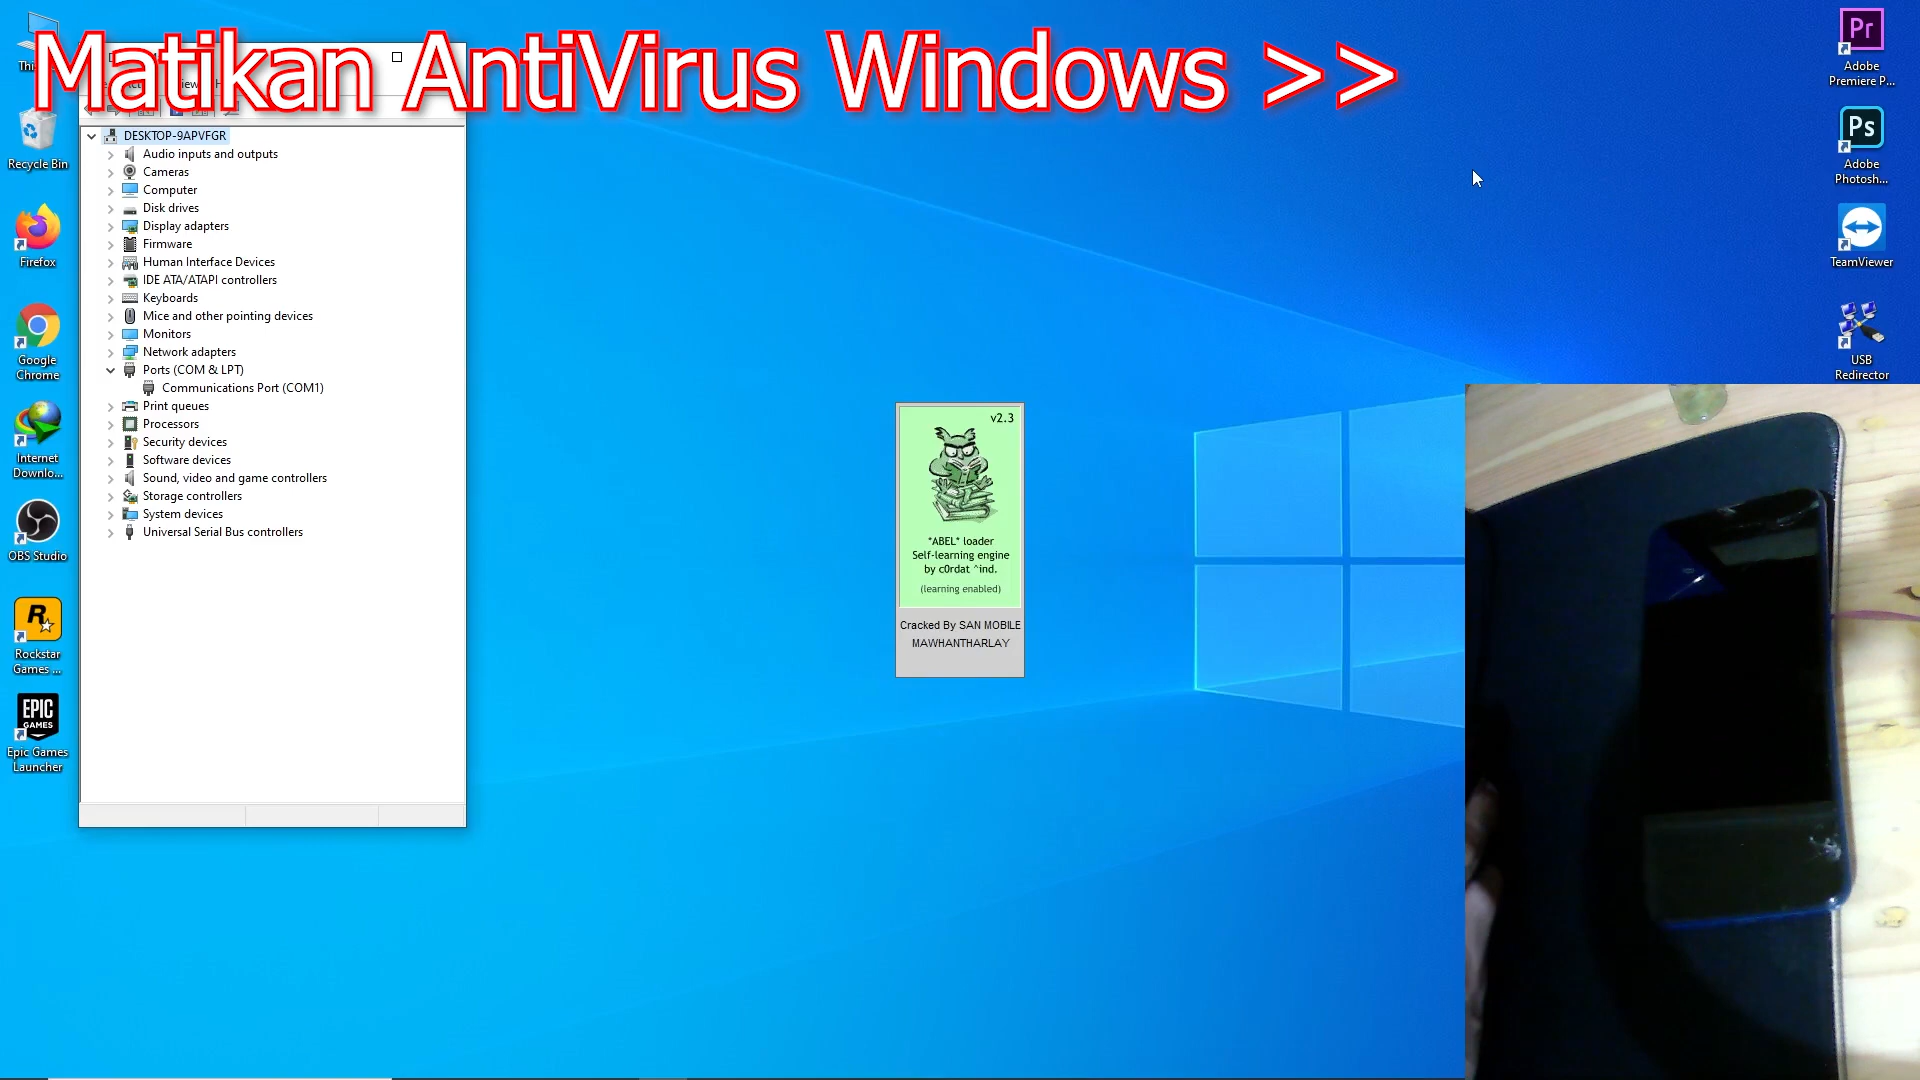 Matikan AntiVirus Windows >>
DESKTOP-9APVFGR
Audio inputs and outputs
Cameras
Computer
Disk drives
Display adapters
Firmware
Human Interface Devices
IDE ATA/ATAPI controllers
Keyboards
Mice and other pointing devices
Monitors
Network adapters
Ports (COM & LPT)
Communications Port (COM1)
Print queues
Processors
Security devices
Software devices
Sound, video and game controllers
Storage controllers
System devices
Universal Serial Bus controllers
Recycle Bin
Firefox
Google
Chrome
Internet
Downlo...
OBS Studio
R
Rockstar
Games ...
EPIC
GAMES
Epic Games
Launcher
v2.3
*ABEL* loader
Self-learning engine
by c0rdat ^ind.
(learning enabled)
Cracked By SAN MOBILE
MAWHANTHARLAY
Pr
Adobe
Premiere P...
Ps
Adobe
Photosh...
TeamViewer
USB
Redirector